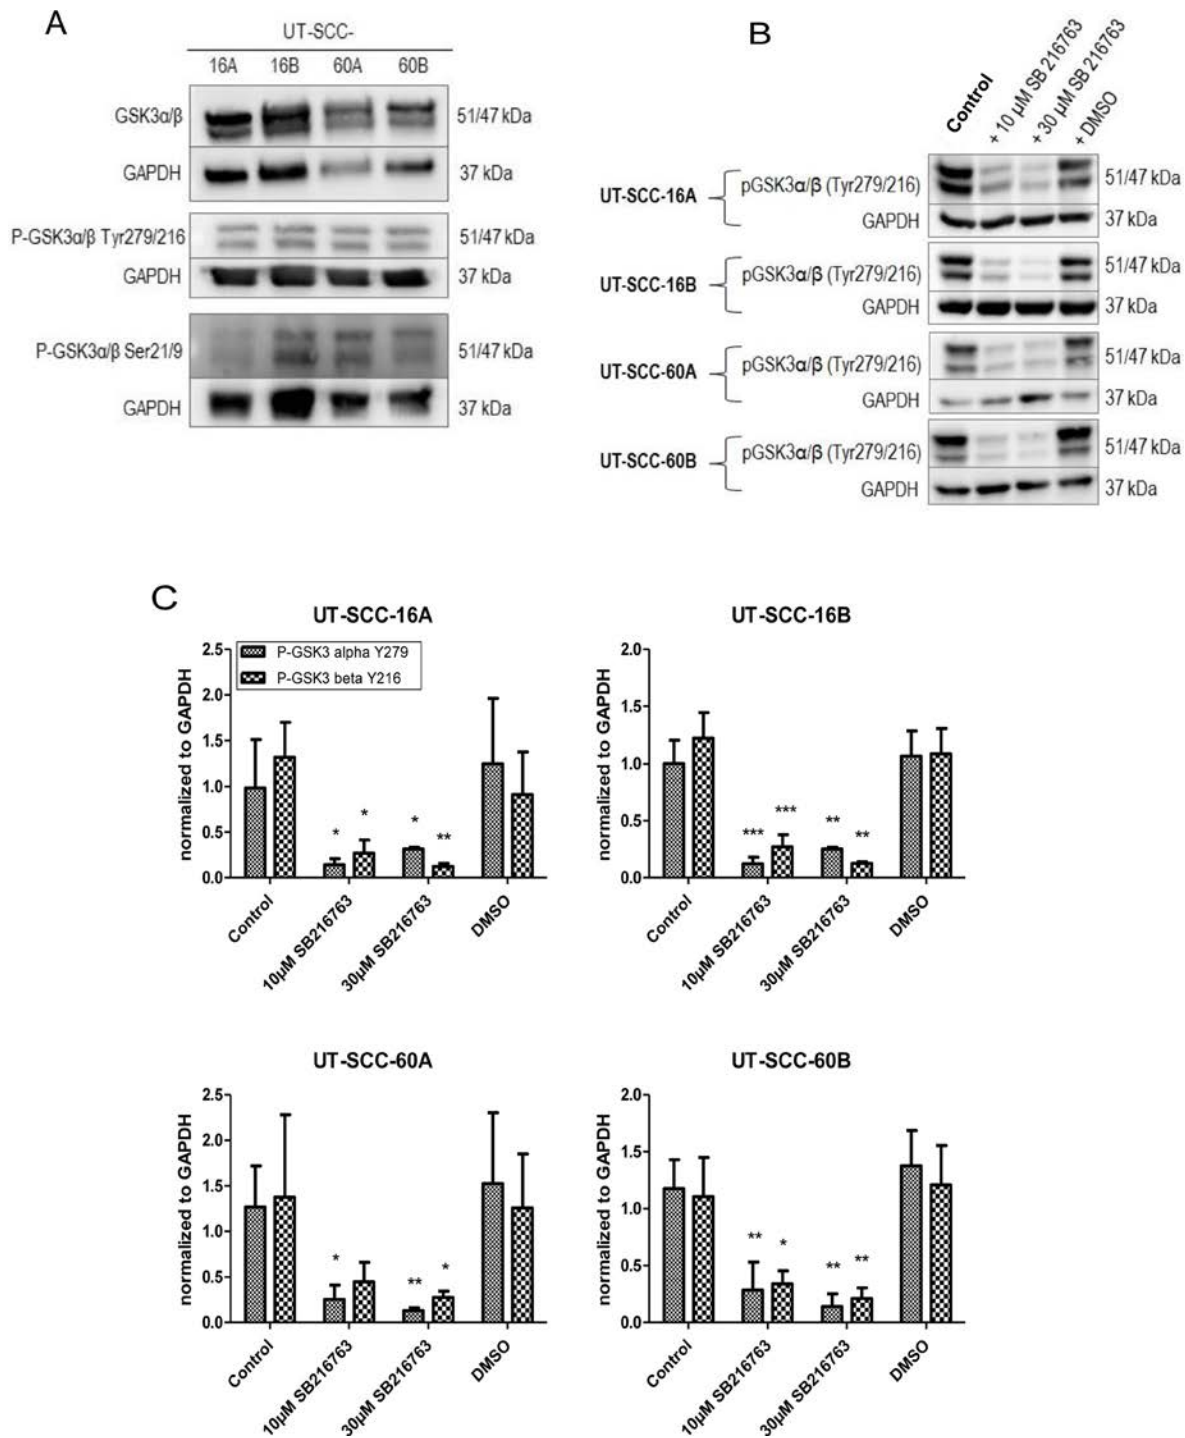 A
UT-SCC-
16A 16B 60A 60B
GSK3α/β 51/47 kDa
GAPDH 37 kDa
P-GSK3α/β Tyr279/216 51/47 kDa
GAPDH 37 kDa
P-GSK3α/β Ser21/9 51/47 kDa
GAPDH 37 kDa
B
Control + 10 µM SB 216763 + 30 µM SB 216763 + DMSO
UT-SCC-16A pGSK3α/β (Tyr279/216) 51/47 kDa
GAPDH 37 kDa
UT-SCC-16B pGSK3α/β (Tyr279/216) 51/47 kDa
GAPDH 37 kDa
UT-SCC-60A pGSK3α/β (Tyr279/216) 51/47 kDa
GAPDH 37 kDa
UT-SCC-60B pGSK3α/β (Tyr279/216) 51/47 kDa
GAPDH 37 kDa
C
UT-SCC-16A
normalized to GAPDH
2.5
2.0
1.5
1.0
0.5
0.0
P-GSK3 alpha Y279
P-GSK3 beta Y216
* * * **
Control 10µM SB216763 30µM SB216763 DMSO
UT-SCC-16B
normalized to GAPDH
2.0
1.5
1.0
0.5
0.0
*** *** ** **
Control 10µM SB216763 30µM SB216763 DMSO
UT-SCC-60A
normalized to GAPDH
2.5
2.0
1.5
1.0
0.5
0.0
* ** *
Control 10µM SB216763 30µM SB216763 DMSO
UT-SCC-60B
normalized to GAPDH
2.0
1.5
1.0
0.5
0.0
** * ** **
Control 10µM SB216763 30µM SB216763 DMSO